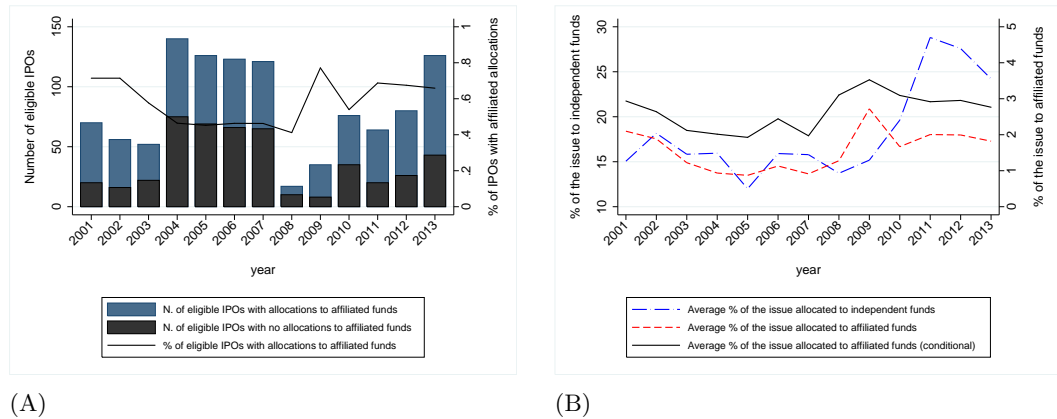 Number of eligible IPOs
150
100
50
0
1
.8
.6
.4
.2
0
% of IPOs with affiliated allocations
2001 2002 2003 2004 2005 2006 2007 2008 2009 2010 2011 2012 2013
year
N. of eligible IPOs with allocations to affiliated funds
N. of eligible IPOs with no allocations to affiliated funds
% of eligible IPOs with allocations to affiliated funds
(A)
% of the issue to independent funds
30
25
20
15
10
5
4
3
2
1
0
% of the issue to affiliated funds
2001 2002 2003 2004 2005 2006 2007 2008 2009 2010 2011 2012 2013
year
Average % of the issue allocated to independent funds
Average % of the issue allocated to affiliated funds
Average % of the issue allocated to affiliated funds (conditional)
(B)